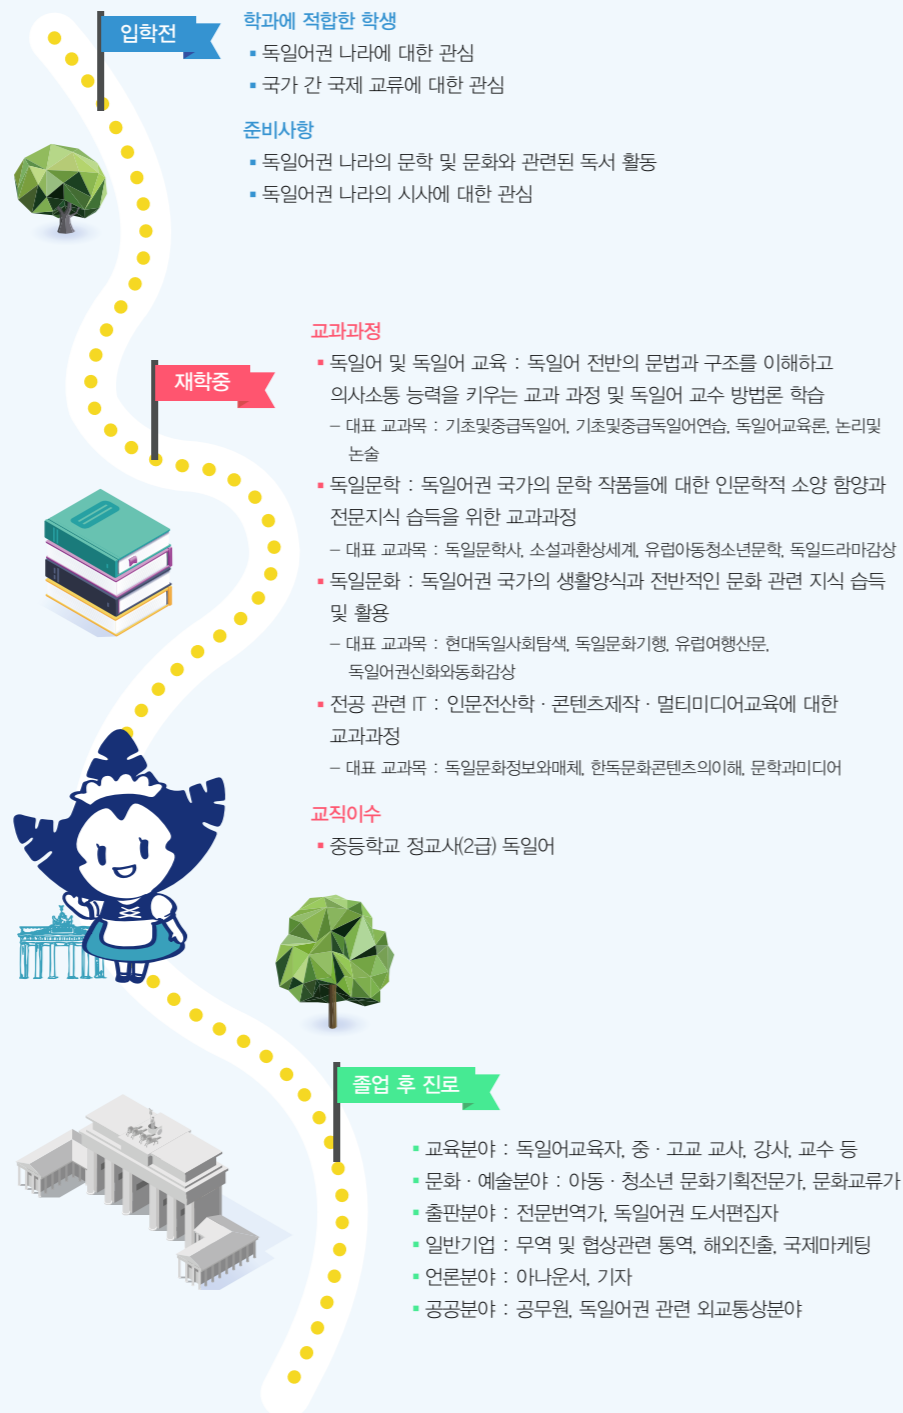 입학전
학과에 적합한 학생
▪ 독일어권 나라에 대한 관심
▪ 국가 간 국제 교류에 대한 관심
준비사항
▪ 독일어권 나라의 문학 및 문화와 관련된 독서 활동
▪ 독일어권 나라의 시사에 대한 관심
재학중
교과과정
▪ 독일어 및 독일어 교육 : 독일어 전반의 문법과 구조를 이해하고
의사소통 능력을 키우는 교과 과정 및 독일어 교수 방법론 학습
– 대표 교과목 : 기초및중급독일어, 기초및중급독일어연습, 독일어교육론, 논리및
논술
▪ 독일문학 : 독일어권 국가의 문학 작품들에 대한 인문학적 소양 함양과
전문지식 습득을 위한 교과과정
– 대표 교과목 : 독일문학사, 소설과환상세계, 유럽아동청소년문학, 독일드라마감상
▪ 독일문화 : 독일어권 국가의 생활양식과 전반적인 문화 관련 지식 습득
및 활용
– 대표 교과목 : 현대독일사회탐색, 독일문화기행, 유럽여행산문,
독일어권신화와동화감상
▪ 전공 관련 IT : 인문전산학 · 콘텐츠제작 · 멀티미디어교육에 대한
교과과정
– 대표 교과목 : 독일문화정보와매체, 한독문화콘텐츠의이해, 문학과미디어
교직이수
▪ 중등학교 정교사(2급) 독일어
졸업 후 진로
▪ 교육분야 : 독일어교육자, 중 · 고교 교사, 강사, 교수 등
▪ 문화 · 예술분야 : 아동 · 청소년 문화기획전문가, 문화교류가
▪ 출판분야 : 전문번역가, 독일어권 도서편집자
▪ 일반기업 : 무역 및 협상관련 통역, 해외진출, 국제마케팅
▪ 언론분야 : 아나운서, 기자
▪ 공공분야 : 공무원, 독일어권 관련 외교통상분야